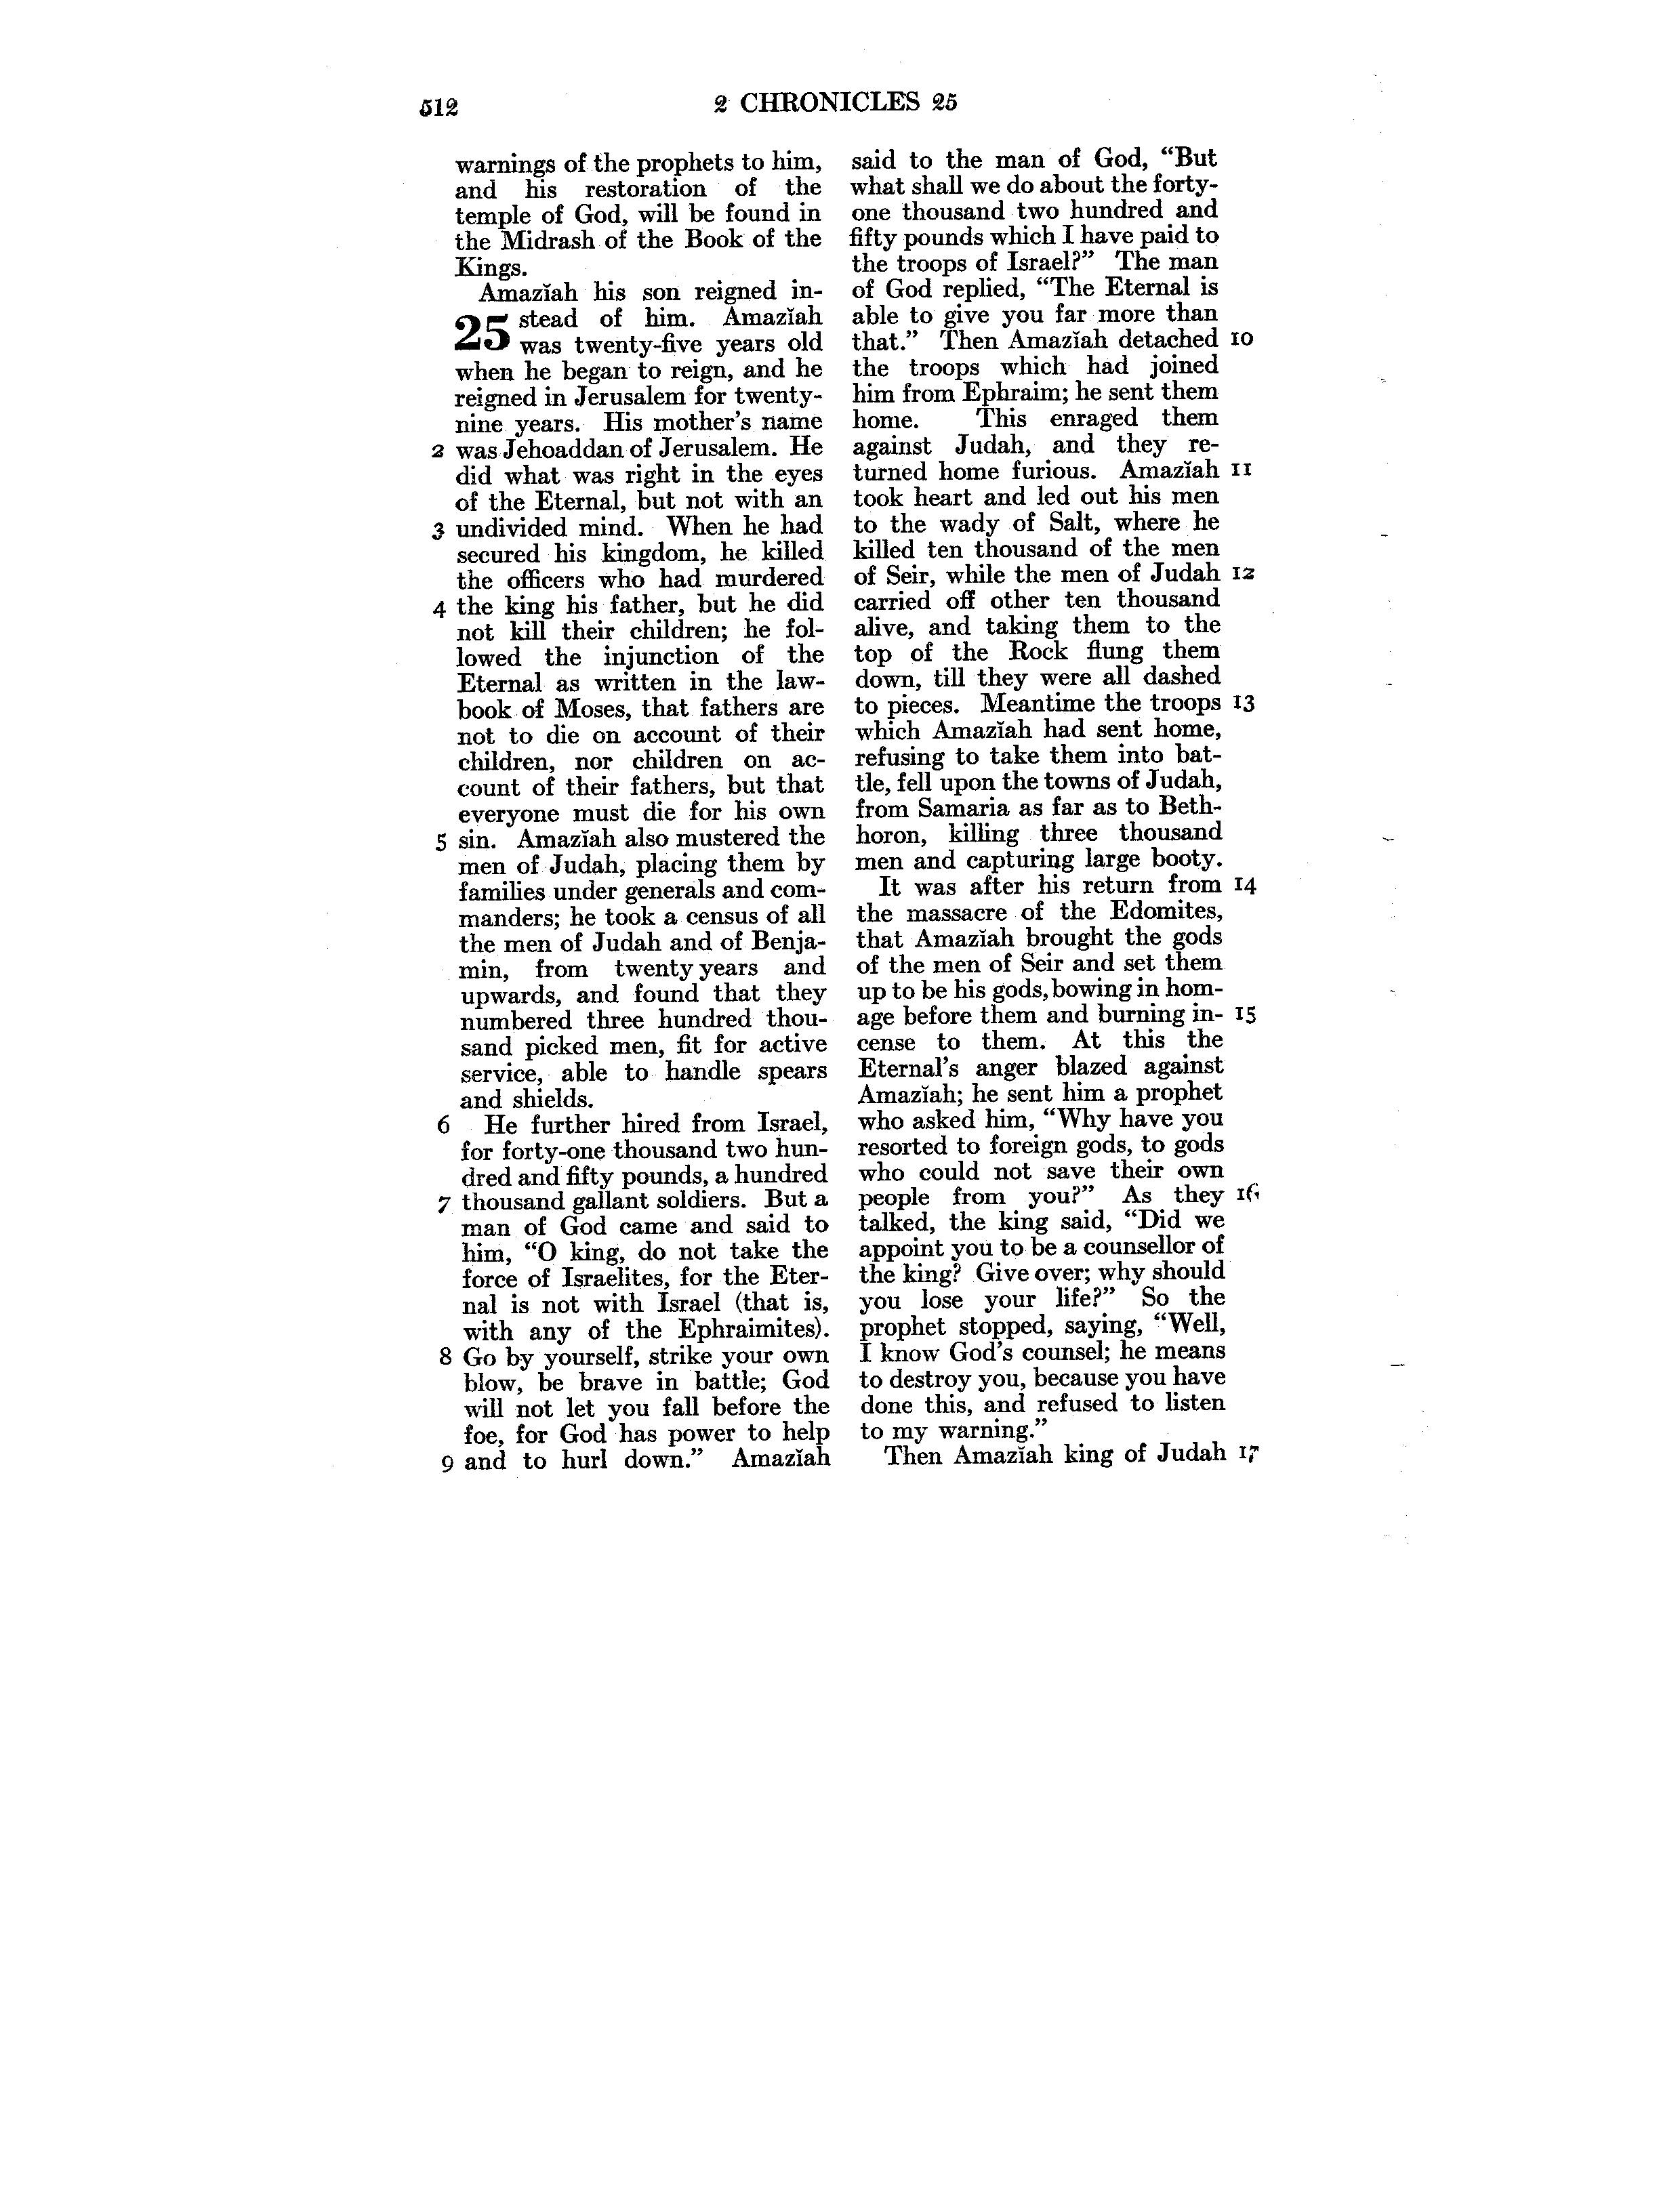 512
2 CHRONICLES 25
warnings of the prophets to him,
and his restoration of the
temple of God, will be found in
the Midrash of the Book of the
Kings.
Amazĭah his son reigned in-
25 stead of him. Amazĭah
was twenty-five years old
when he began to reign, and he
reigned in Jerusalem for twenty-
nine years. His mother's name
2 was Jehoaddan of Jerusalem. He
did what was right in the eyes
of the Eternal, but not with an
3 undivided mind. When he had
secured his kingdom, he killed
the officers who had murdered
4 the king his father, but he did
not kill their children; he fol-
lowed the injunction of the
Eternal as written in the law-
book of Moses, that fathers are
not to die on account of their
children, nor children on ac-
count of their fathers, but that
everyone must die for his own
5 sin. Amazĭah also mustered the
men of Judah, placing them by
families under generals and com-
manders; he took a census of all
the men of Judah and of Benja-
min, from twenty years and
upwards, and found that they
numbered three hundred thou-
sand picked men, fit for active
service, able to handle spears
and shields.
6 He further hired from Israel,
for forty-one thousand two hun-
dred and fifty pounds, a hundred
7 thousand gallant soldiers. But a
man of God came and said to
him, “O king, do not take the
force of Israelites, for the Eter-
nal is not with Israel (that is,
with any of the Ephraimites).
8 Go by yourself, strike your own
blow, be brave in battle; God
will not let you fall before the
foe, for God has power to help
9 and to hurl down.” Amazĭah
said to the man of God, “But
what shall we do about the forty-
one thousand two hundred and
fifty pounds which I have paid to
the troops of Israel?” The man
of God replied, “The Eternal is
able to give you far more than
that.” Then Amazĭah detached 10
the troops which had joined
him from Ephraim; he sent them
home. This enraged them
against Judah, and they re-
turned home furious. Amazĭah 11
took heart and led out his men
to the wady of Salt, where he
killed ten thousand of the men
of Seir, while the men of Judah 12
carried off other ten thousand
alive, and taking them to the
top of the Rock flung them
down, till they were all dashed
to pieces. Meantime the troops 13
which Amazĭah had sent home,
refusing to take them into bat-
tle, fell upon the towns of Judah,
from Samaria as far as to Beth-
horon, killing three thousand
men and capturing large booty.
It was after his return from 14
the massacre of the Edomites,
that Amazĭah brought the gods
of the men of Seir and set them
up to be his gods, bowing in hom-
age before them and burning in- 15
cense to them. At this the
Eternal's anger blazed against
Amazĭah; he sent him a prophet
who asked him, “Why have you
resorted to foreign gods, to gods
who could not save their own
people from you?” As they 16
talked, the king said, “Did we
appoint you to be a counsellor of
the king? Give over; why should
you lose your life?” So the
prophet stopped, saying, “Well,
I know God's counsel; he means
to destroy you, because you have
done this, and refused to listen
to my warning.”
Then Amazĭah king of Judah 17